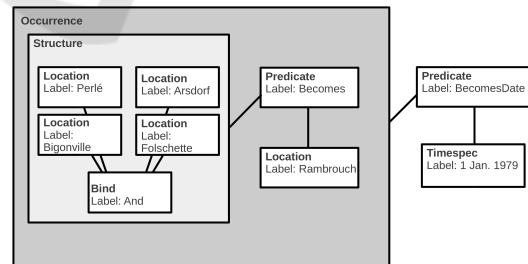 Occurrence
Structure
Location
Label: Perlé
Location
Label: Arsdorf
Location
Label:
Bigonville
Location
Label:
Folschette
Bind
Label: And
Predicate
Label: Becomes
Location
Label: Rambrouch
Predicate
Label: BecomesDate
Timespec
Label: 1 Jan. 1979